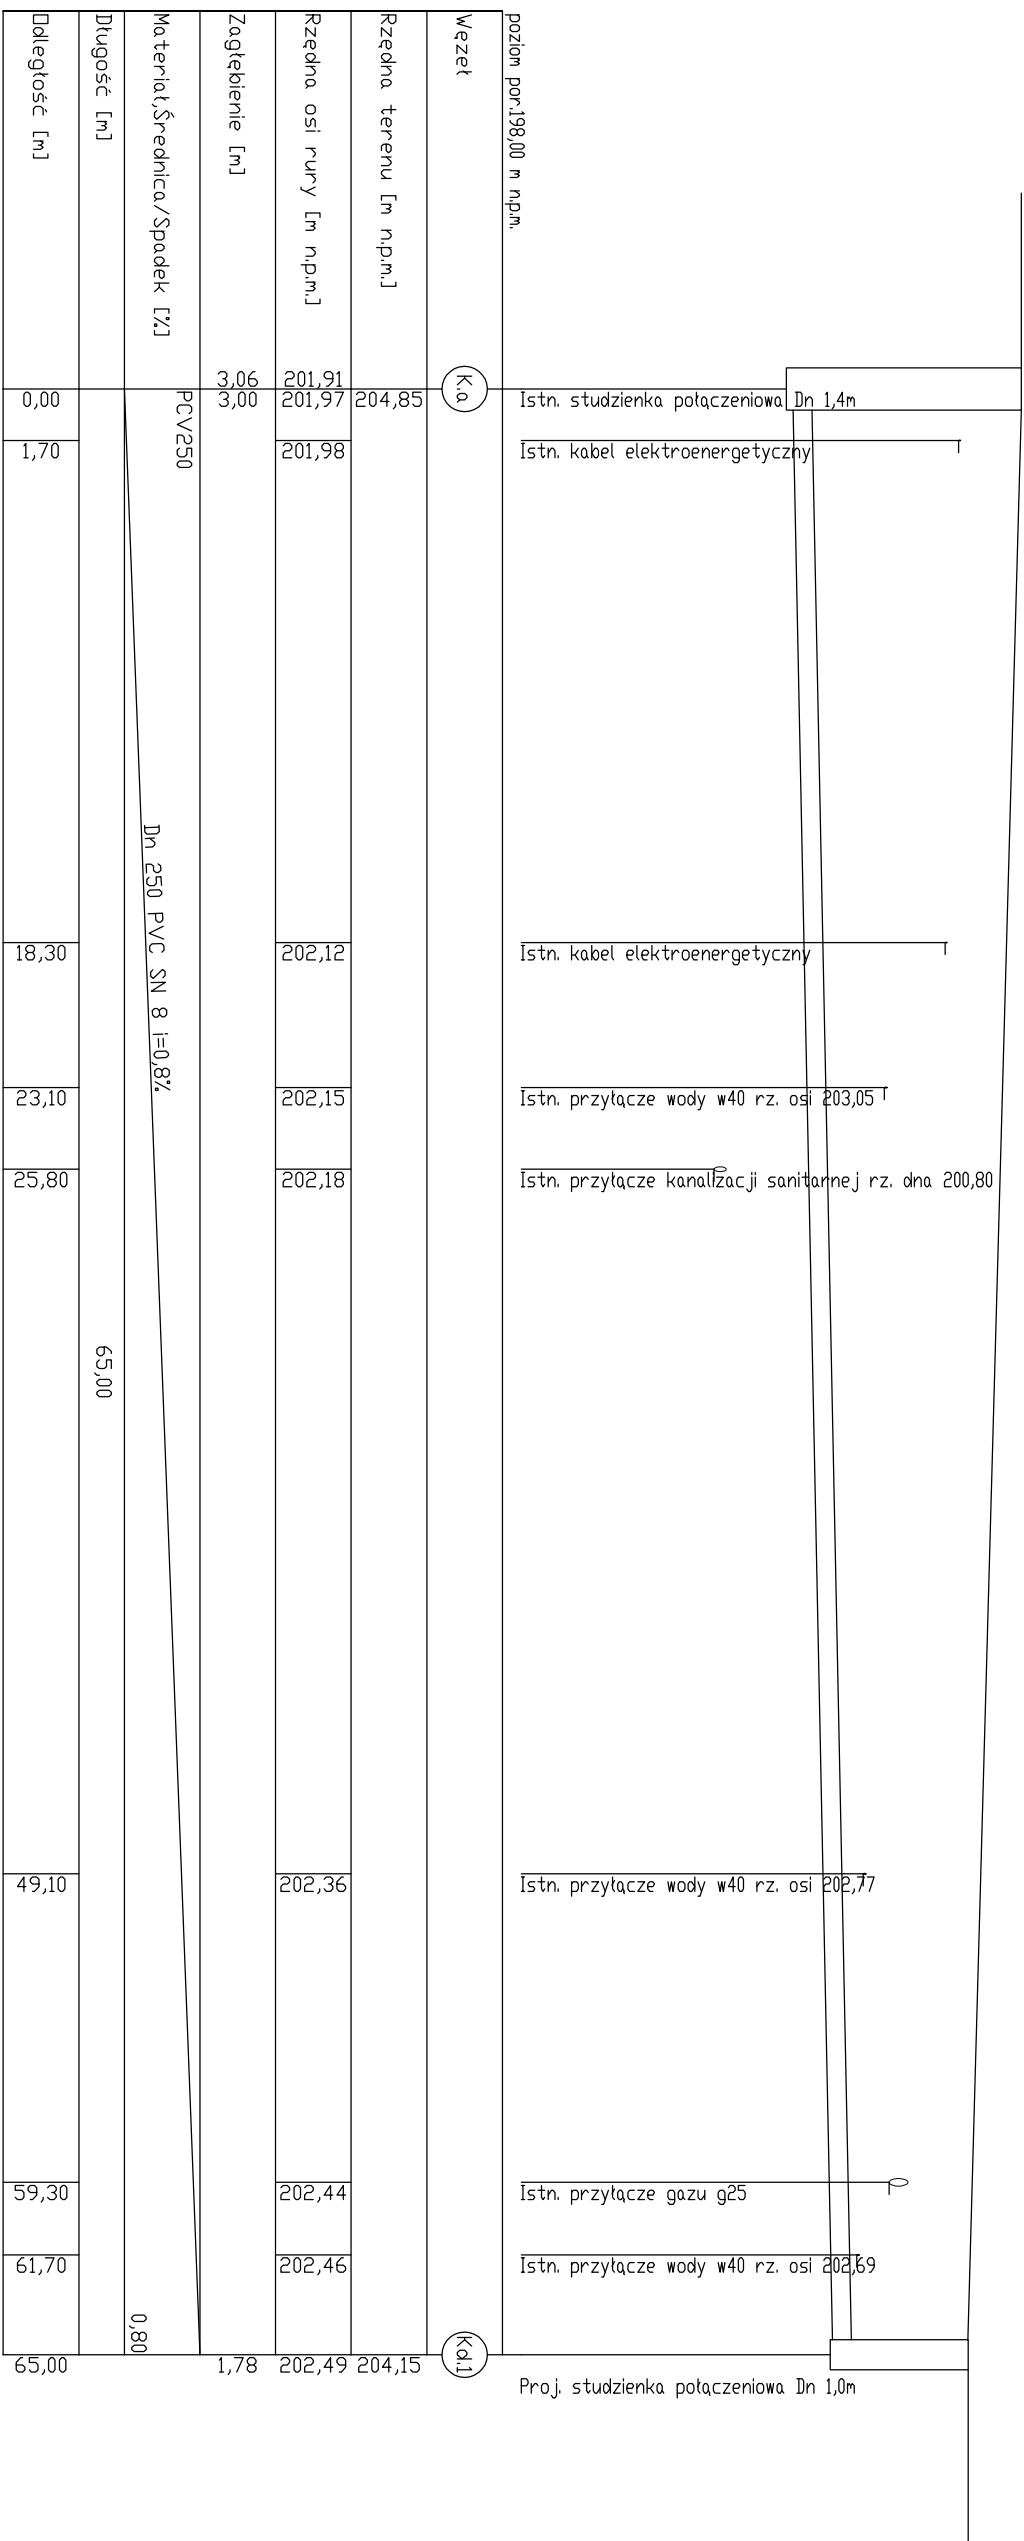 poziom por.198,00 m n.p.m.
Węzeł
Rzędna terenu [m n.p.m.]
Rzędna osi rury [m n.p.m.]
Zagłębienie [m]
Materiał,Średnica/Spadek [%]
Długość [m]
Odległość [m]
3,06 201,91
0,00 3,00 201,97 204,85 K.a Istn. studzienka połączeniowa Dn 1,4m
PCV250
1,70 201,98 Istn. kabel elektroenergetyczny
Dn 250 PVC SN 8 i=0,8%
18,30 202,12 Istn. kabel elektroenergetyczny
23,10 202,15 Istn. przyłącze wody w40 rz. osi 203,05
25,80 202,18 Istn. przyłącze kanalizacji sanitarnej rz. dna 200,80
65,00
49,10 202,36 Istn. przyłącze wody w40 rz. osi 202,77
59,30 202,44 Istn. przyłącze gazu g25
61,70 202,46 Istn. przyłącze wody w40 rz. osi 202,69
0,80
65,00 1,78 202,49 204,15 Kd.1
Proj. studzienka połączeniowa Dn 1,0m